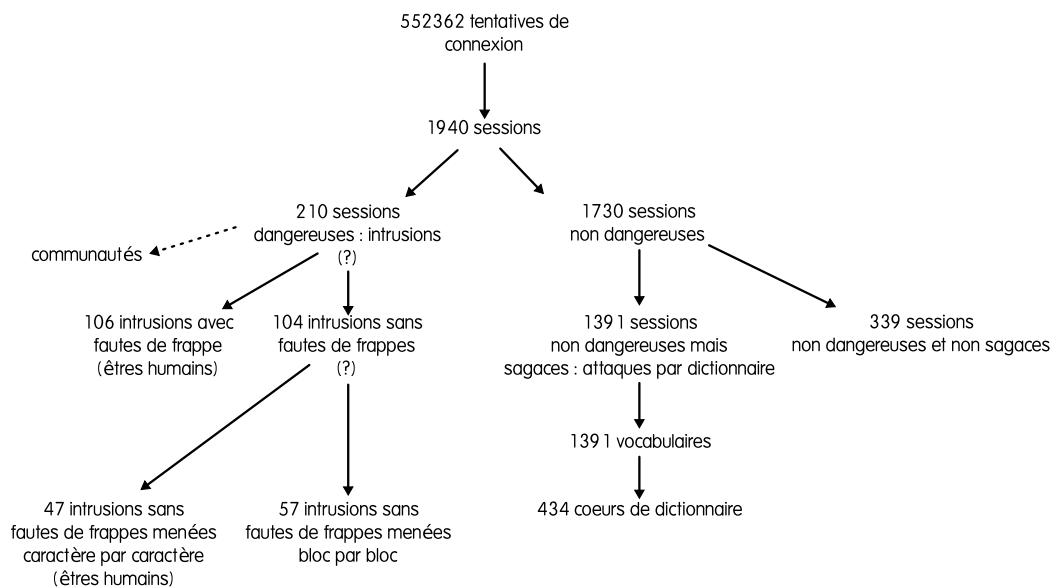 552362 tentatives de
connexion
1940 sessions
210 sessions
dangereuses : intrusions
(?)
1730 sessions
non dangereuses
communautés
106 intrusions avec
fautes de frappe
(êtres humains)
104 intrusions sans
fautes de frappes
(?)
1391 sessions
non dangereuses mais
sagaces : attaques par dictionnaire
339 sessions
non dangereuses et non sagaces
1391 vocabulaires
47 intrusions sans
fautes de frappes menées
caractère par caractère
(êtres humains)
57 intrusions sans
fautes de frappes menées
bloc par bloc
434 coeurs de dictionnaire